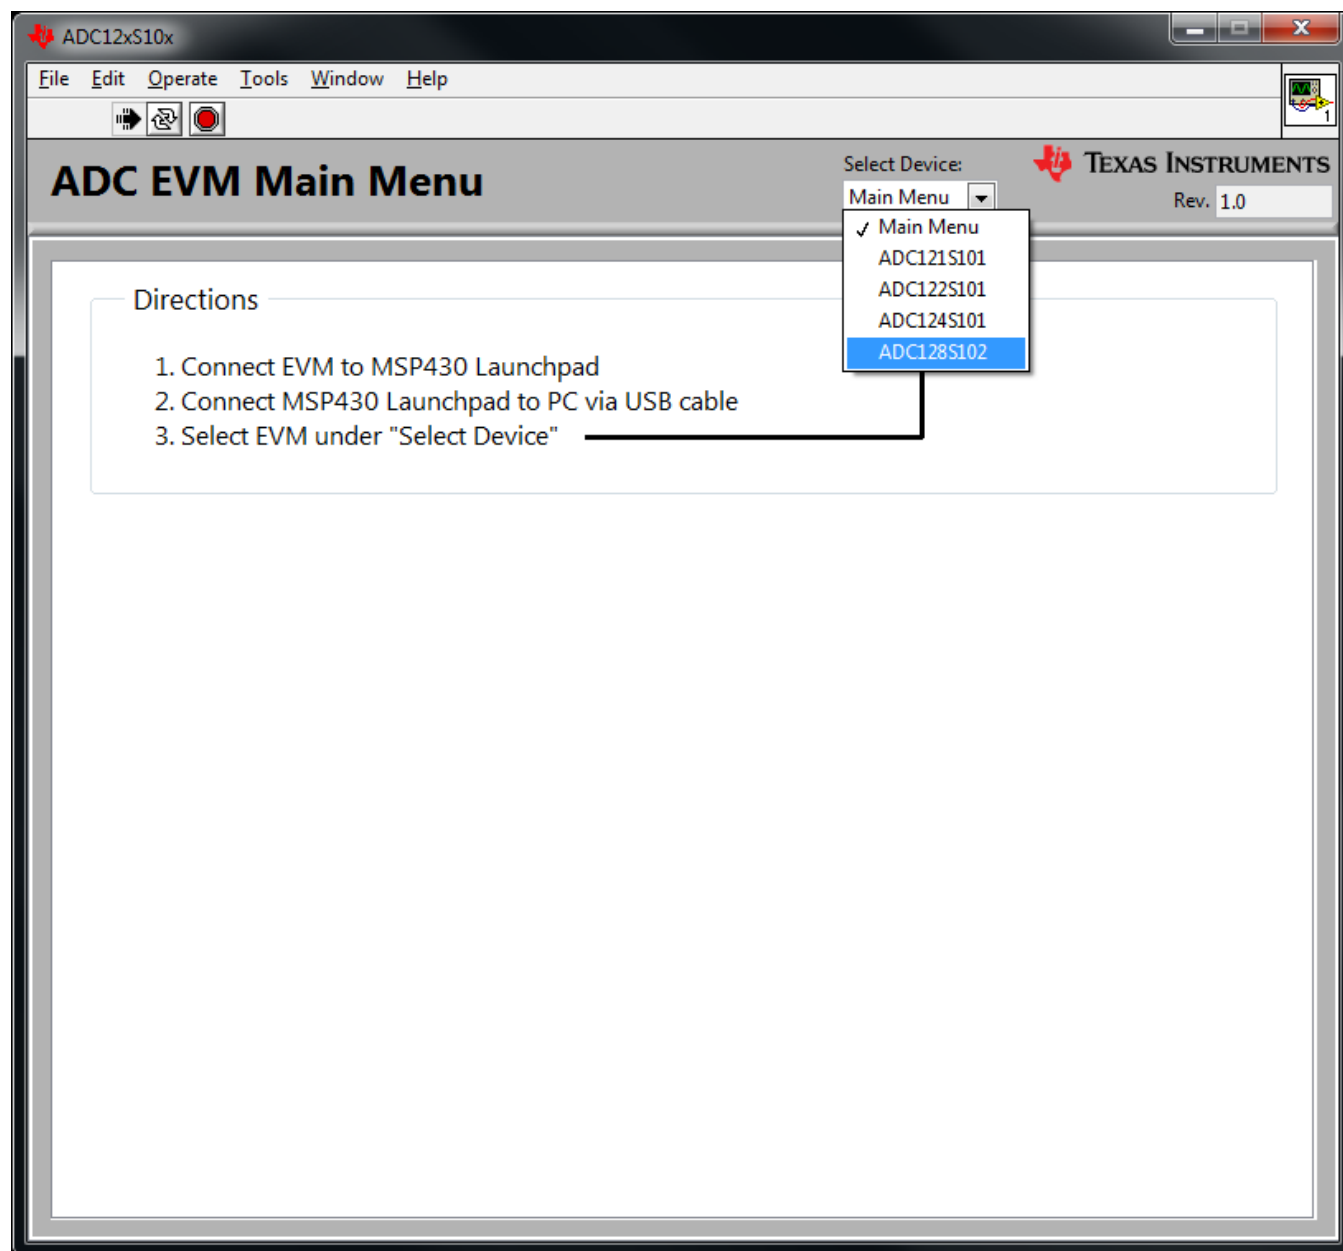 ADC12xS10x
File Edit Operate Tools Window Help
1
ADC EVM Main Menu
Select Device:
Main Menu
TEXAS INSTRUMENTS
Rev. 1.0
✓ Main Menu
ADC121S101
ADC122S101
ADC124S101
ADC128S102
Directions
1. Connect EVM to MSP430 Launchpad
2. Connect MSP430 Launchpad to PC via USB cable
3. Select EVM under "Select Device"